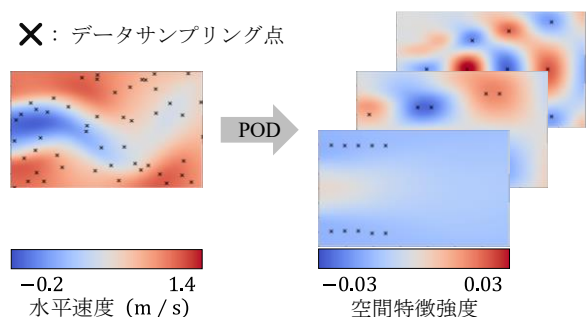 ×： データサンプリング点
POD
−0.2 1.4
水平速度 (m / s)
−0.03 0.03
空間特徴強度